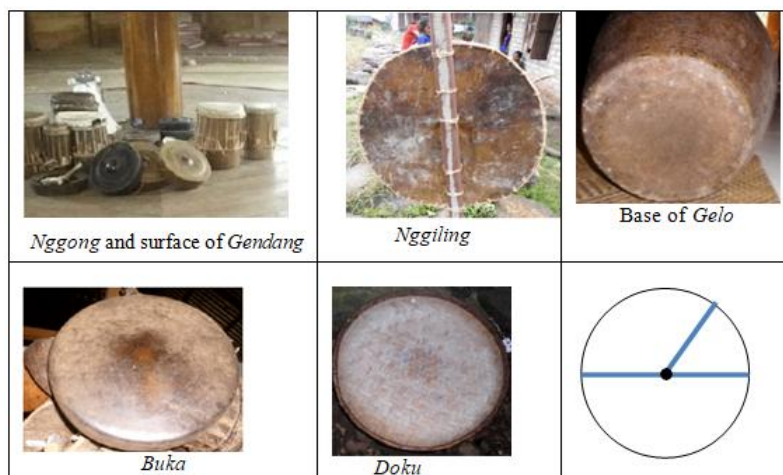 Nggong and surface of Gendang
Nggiling
Base of Gelo
Buka
Doku